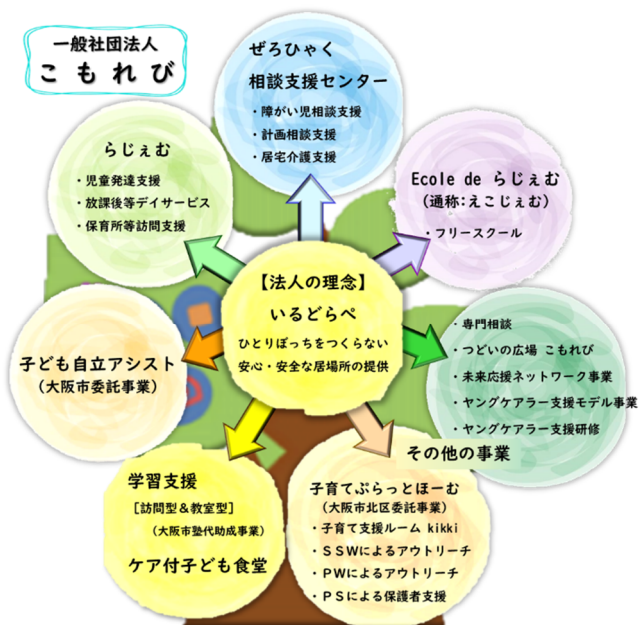 一般社団法人
こもれび
ぜろひゃく
相談支援センター
・障がい児相談支援
・計画相談支援
・居宅介護支援
らじぇむ
・児童発達支援
・放課後等デイサービス
・保育所等訪問支援
Ecole de らじぇむ
（通称:えこじぇむ）
・フリースクール
【法人の理念】
いるどらぺ
ひとりぼっちをつくらない
安心・安全な居場所の提供
・専門相談
・つどいの広場 こもれび
・未来応援ネットワーク事業
・ヤングケアラー支援モデル事業
・ヤングケアラー支援研修
その他の事業
子ども自立アシスト
（大阪市委託事業）
学習支援
［訪問型＆教室型］
（大阪市塾代助成事業）
ケア付子ども食堂
子育てぷらっとほーむ
（大阪市北区委託事業）
・子育て支援ルーム kikki
・ＳＳＷによるアウトリーチ
・ＰＷによるアウトリーチ
・ＰＳによる保護者支援